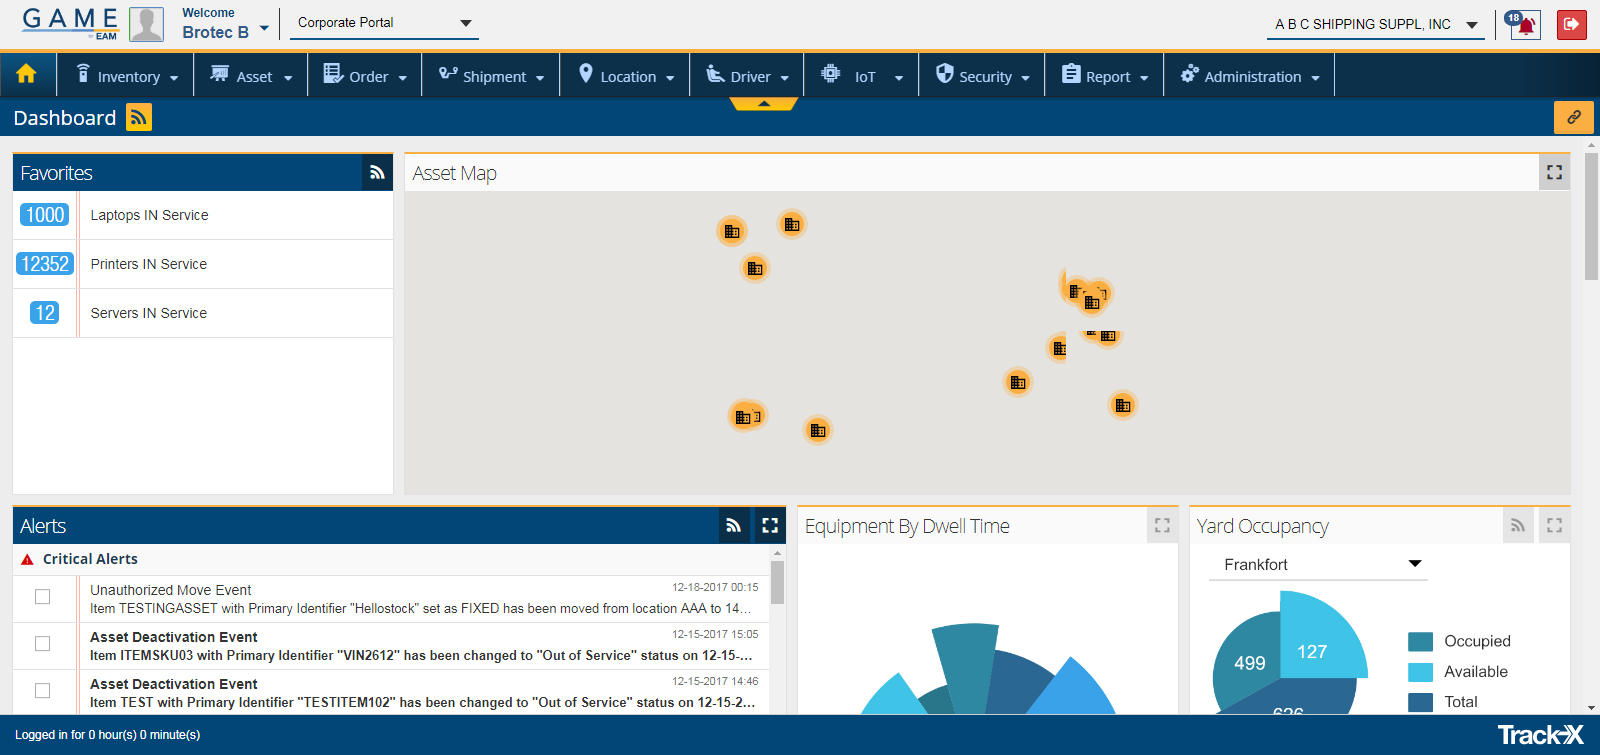 GAME
BY EAM
Welcome
Brotec B
Corporate Portal
A B C SHIPPING SUPPL, INC
18
Inventory
Asset
Order
Shipment
Location
Driver
IoT
Security
Report
Administration
Dashboard
Favorites
1000 Laptops IN Service
12352 Printers IN Service
12 Servers IN Service
Asset Map
Alerts
Critical Alerts
Unauthorized Move Event 12-18-2017 00:15
Item TESTINGASSET with Primary Identifier "Hellostock" set as FIXED has been moved from location AAA to 14...
Asset Deactivation Event 12-15-2017 15:05
Item ITEMSKU03 with Primary Identifier "VIN2612" has been changed to "Out of Service" status on 12-15-...
Asset Deactivation Event 12-15-2017 14:46
Item TEST with Primary Identifier "TESTITEM102" has been changed to "Out of Service" status on 12-15-2...
Equipment By Dwell Time
Yard Occupancy
Frankfort
499
127
626
Occupied
Available
Total
Logged in for 0 hour(s) 0 minute(s)
Track-X